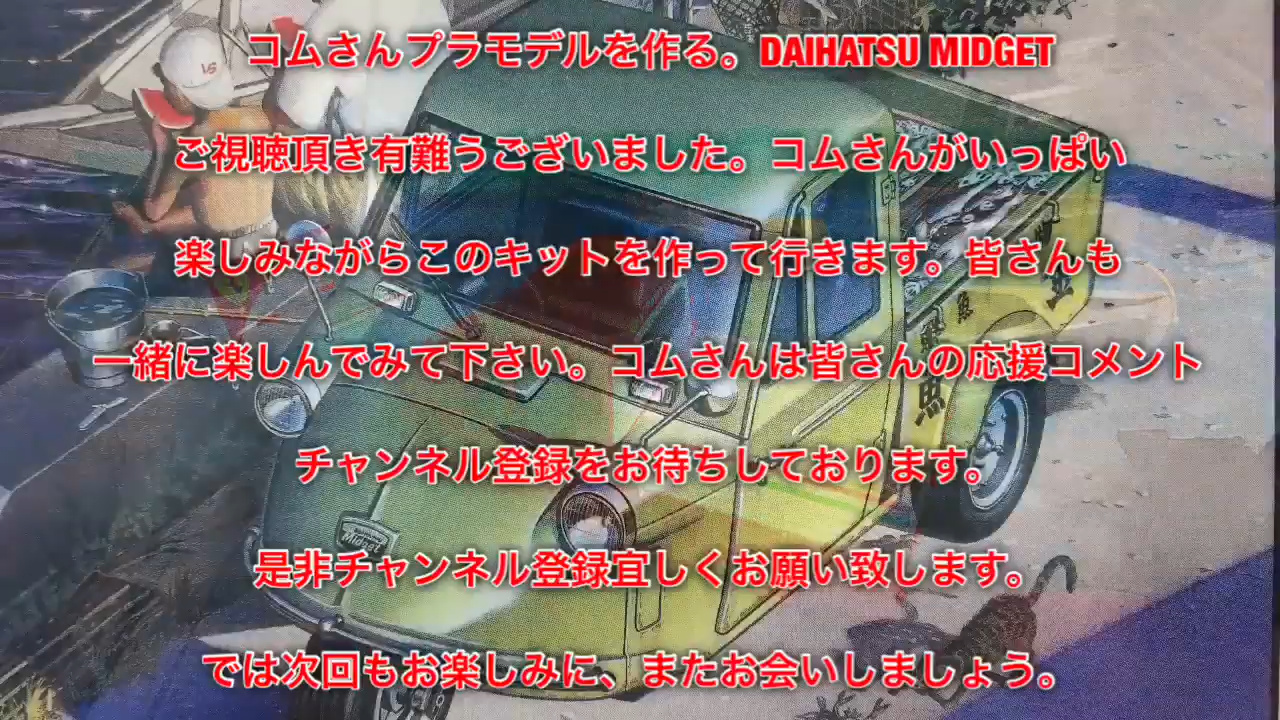 コムさんプラモデルを作る。DAIHATSU MIDGET
ご視聴頂き有難うございました。コムさんがいっぱい
楽しみながらこのキットを作って行きます。皆さんも
一緒に楽しんでみて下さい。コムさんは皆さんの応援コメント
チャンネル登録をお待ちしております。
是非チャンネル登録宜しくお願い致します。
では次回もお楽しみに、またお会いしましょう。
VS
Midget
魚